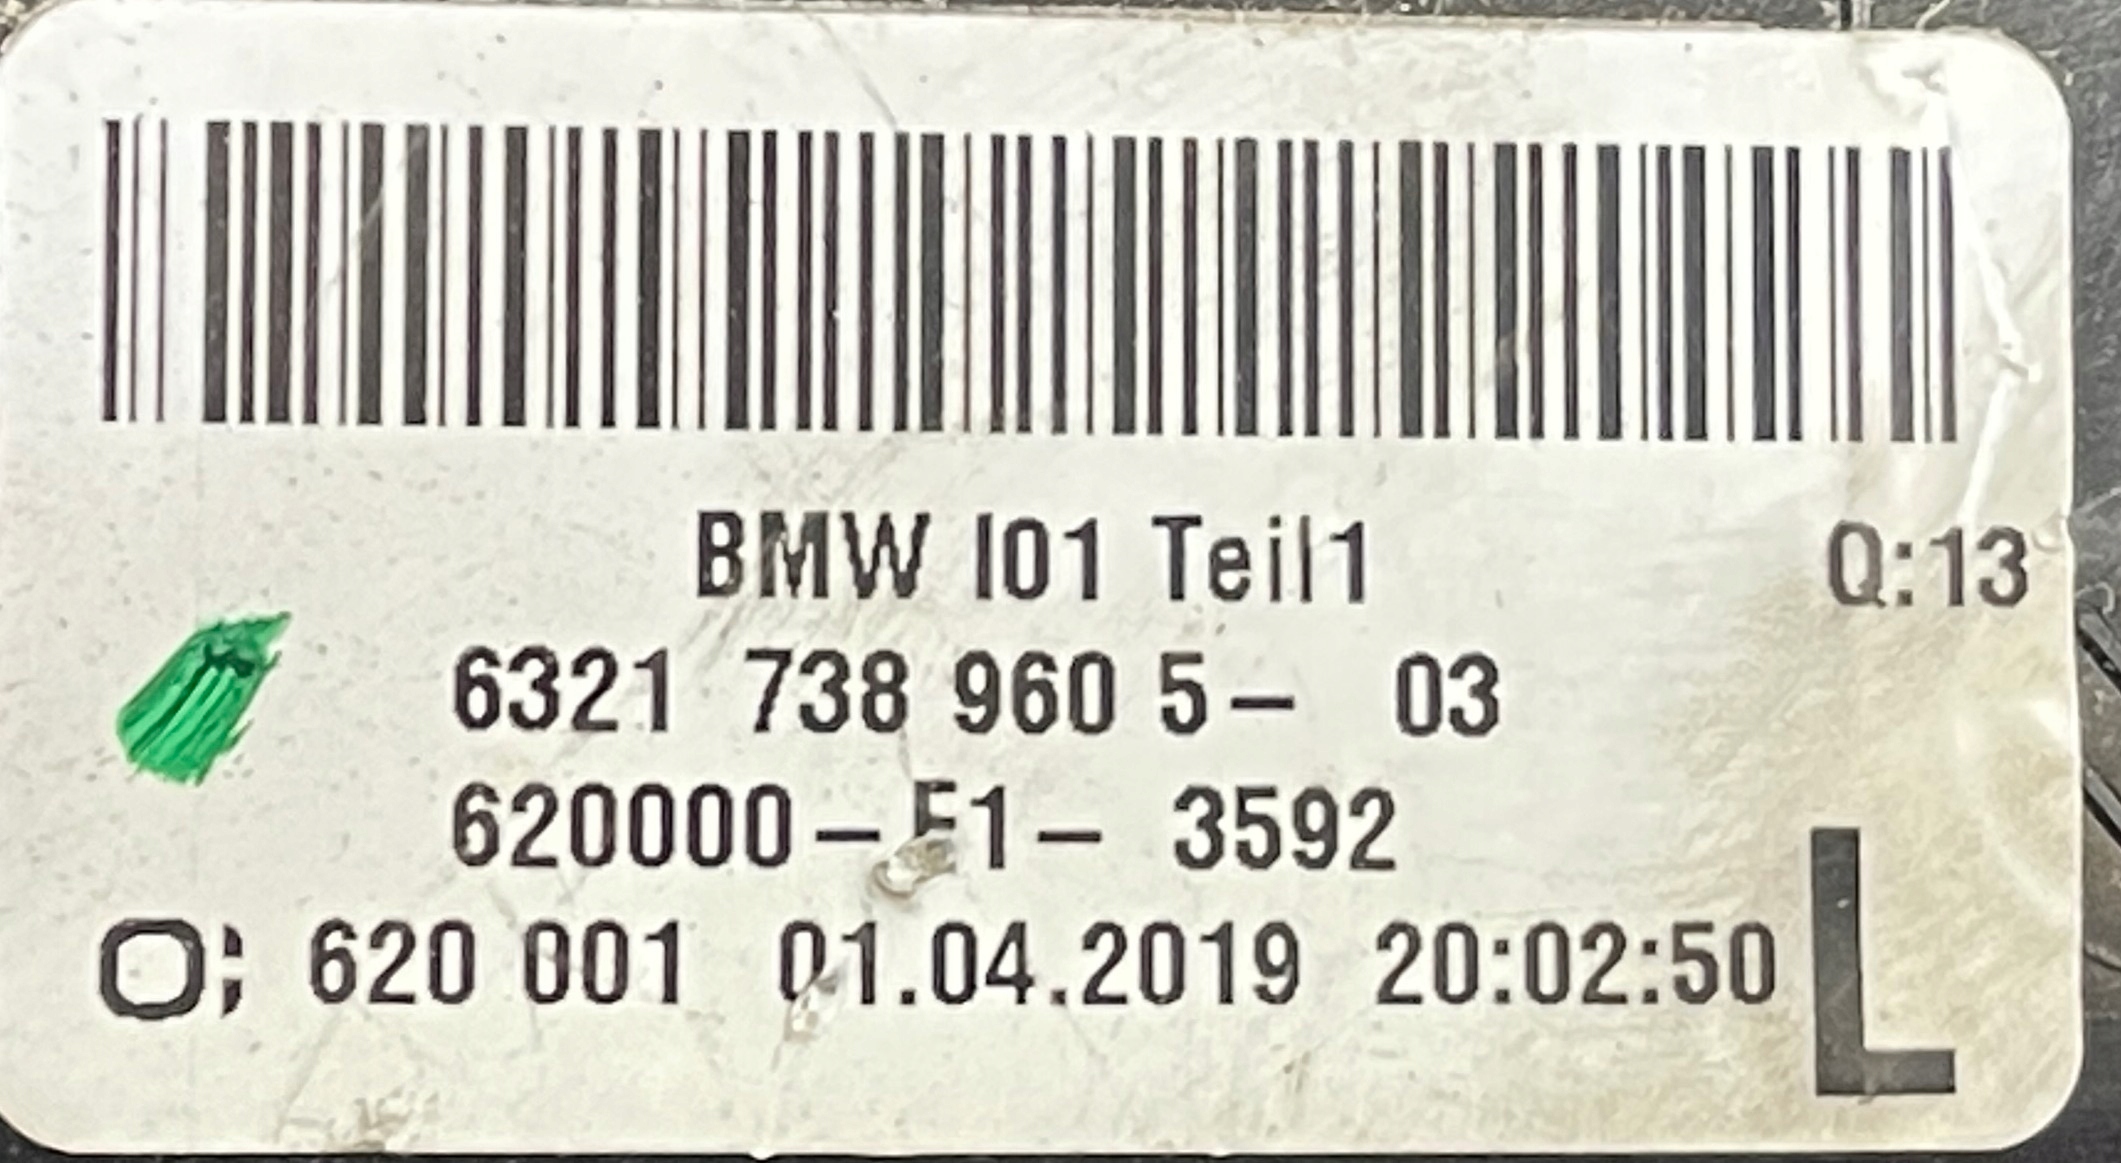 BMW I01 Teil1 Q:13
6321 738 960 5- 03
620000-E1- 3592
O; 620 001 01.04.2019 20:02:50 L